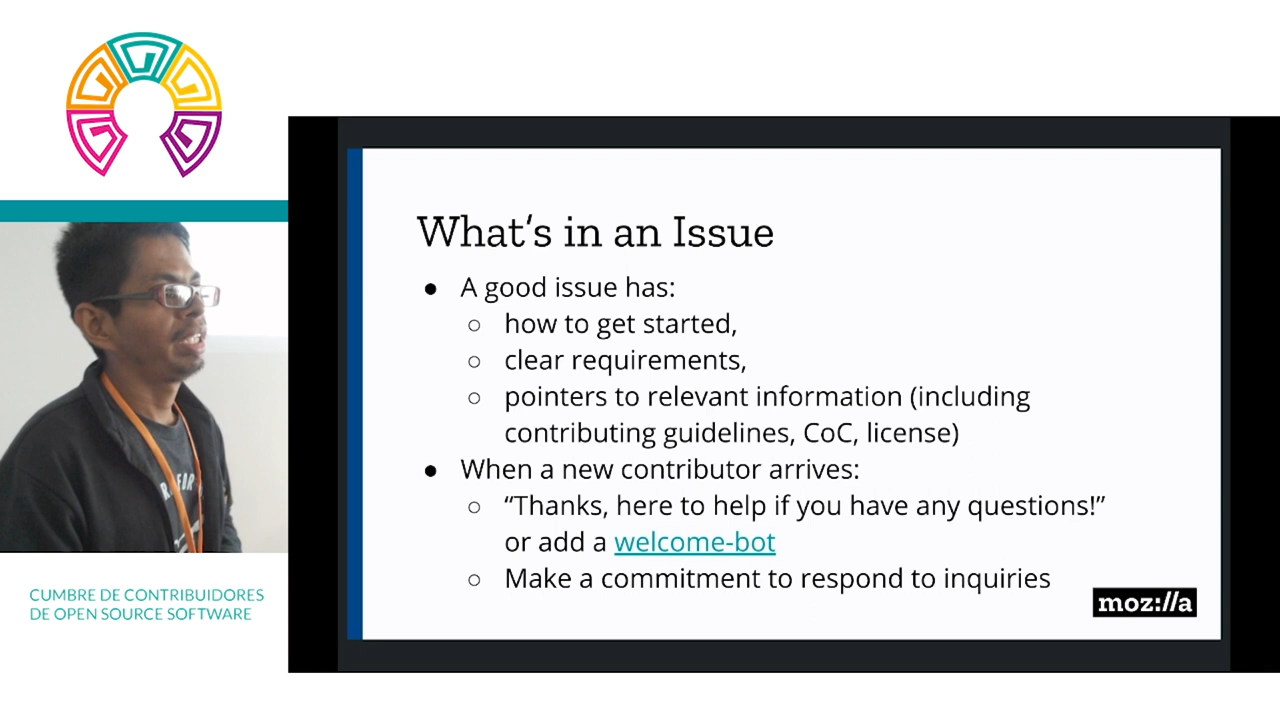 What's in an Issue
● A good issue has:
○ how to get started,
○ clear requirements,
○ pointers to relevant information (including
contributing guidelines, CoC, license)
● When a new contributor arrives:
○ “Thanks, here to help if you have any questions!”
or add a welcome-bot
○ Make a commitment to respond to inquiries
moz://a
CUMBRE DE CONTRIBUIDORES
DE OPEN SOURCE SOFTWARE